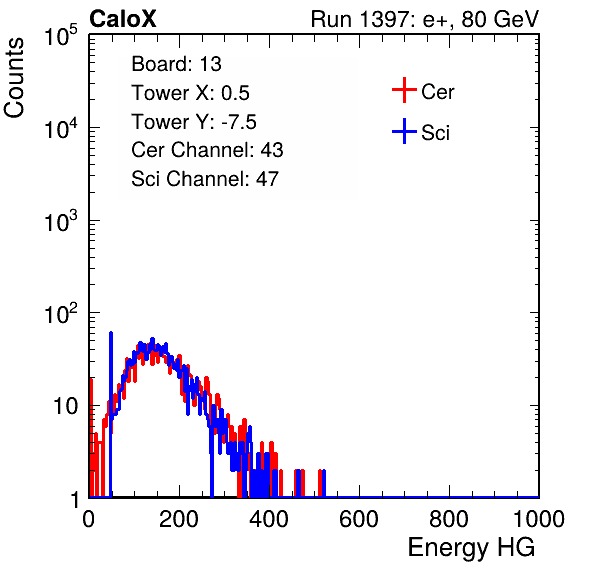 CaloX Run 1397: e+, 80 GeV
Counts
10^5
10^4
10^3
10^2
10
1
Board: 13
Tower X: 0.5
Tower Y: -7.5
Cer Channel: 43
Sci Channel: 47
Cer
Sci
0 200 400 600 800 1000
Energy HG